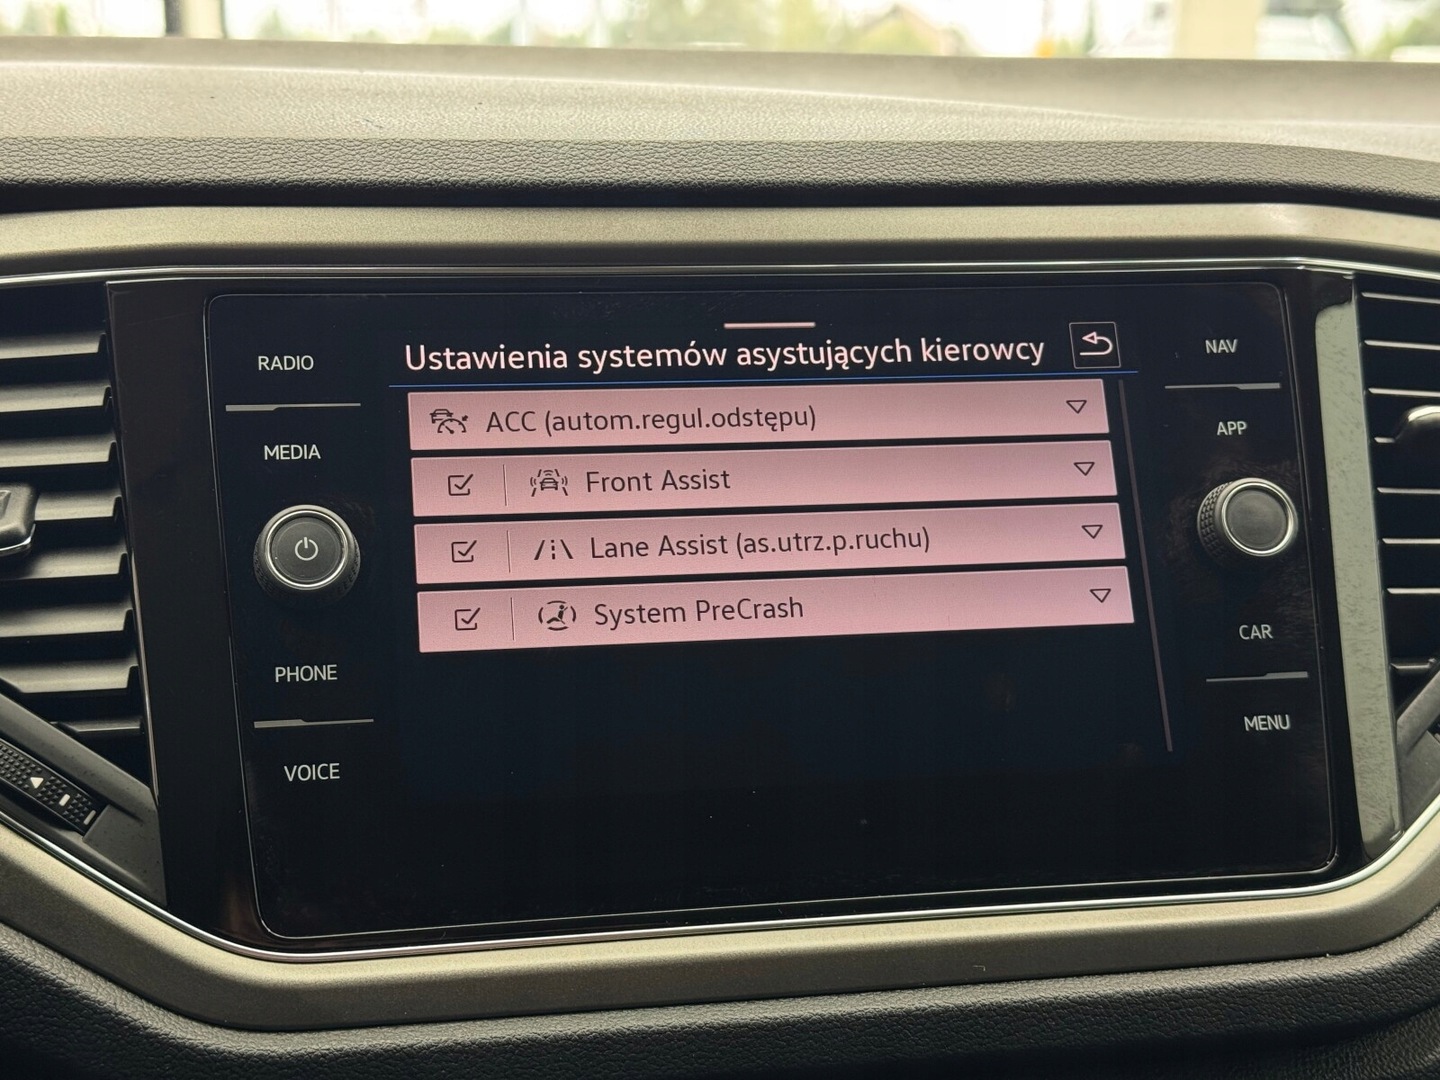 Ustawienia systemów asystujących kierowcy
ACC (autom.regul.odstępu)
Front Assist
Lane Assist (as.utrz.p.ruchu)
System PreCrash
RADIO
MEDIA
PHONE
VOICE
NAV
APP
CAR
MENU